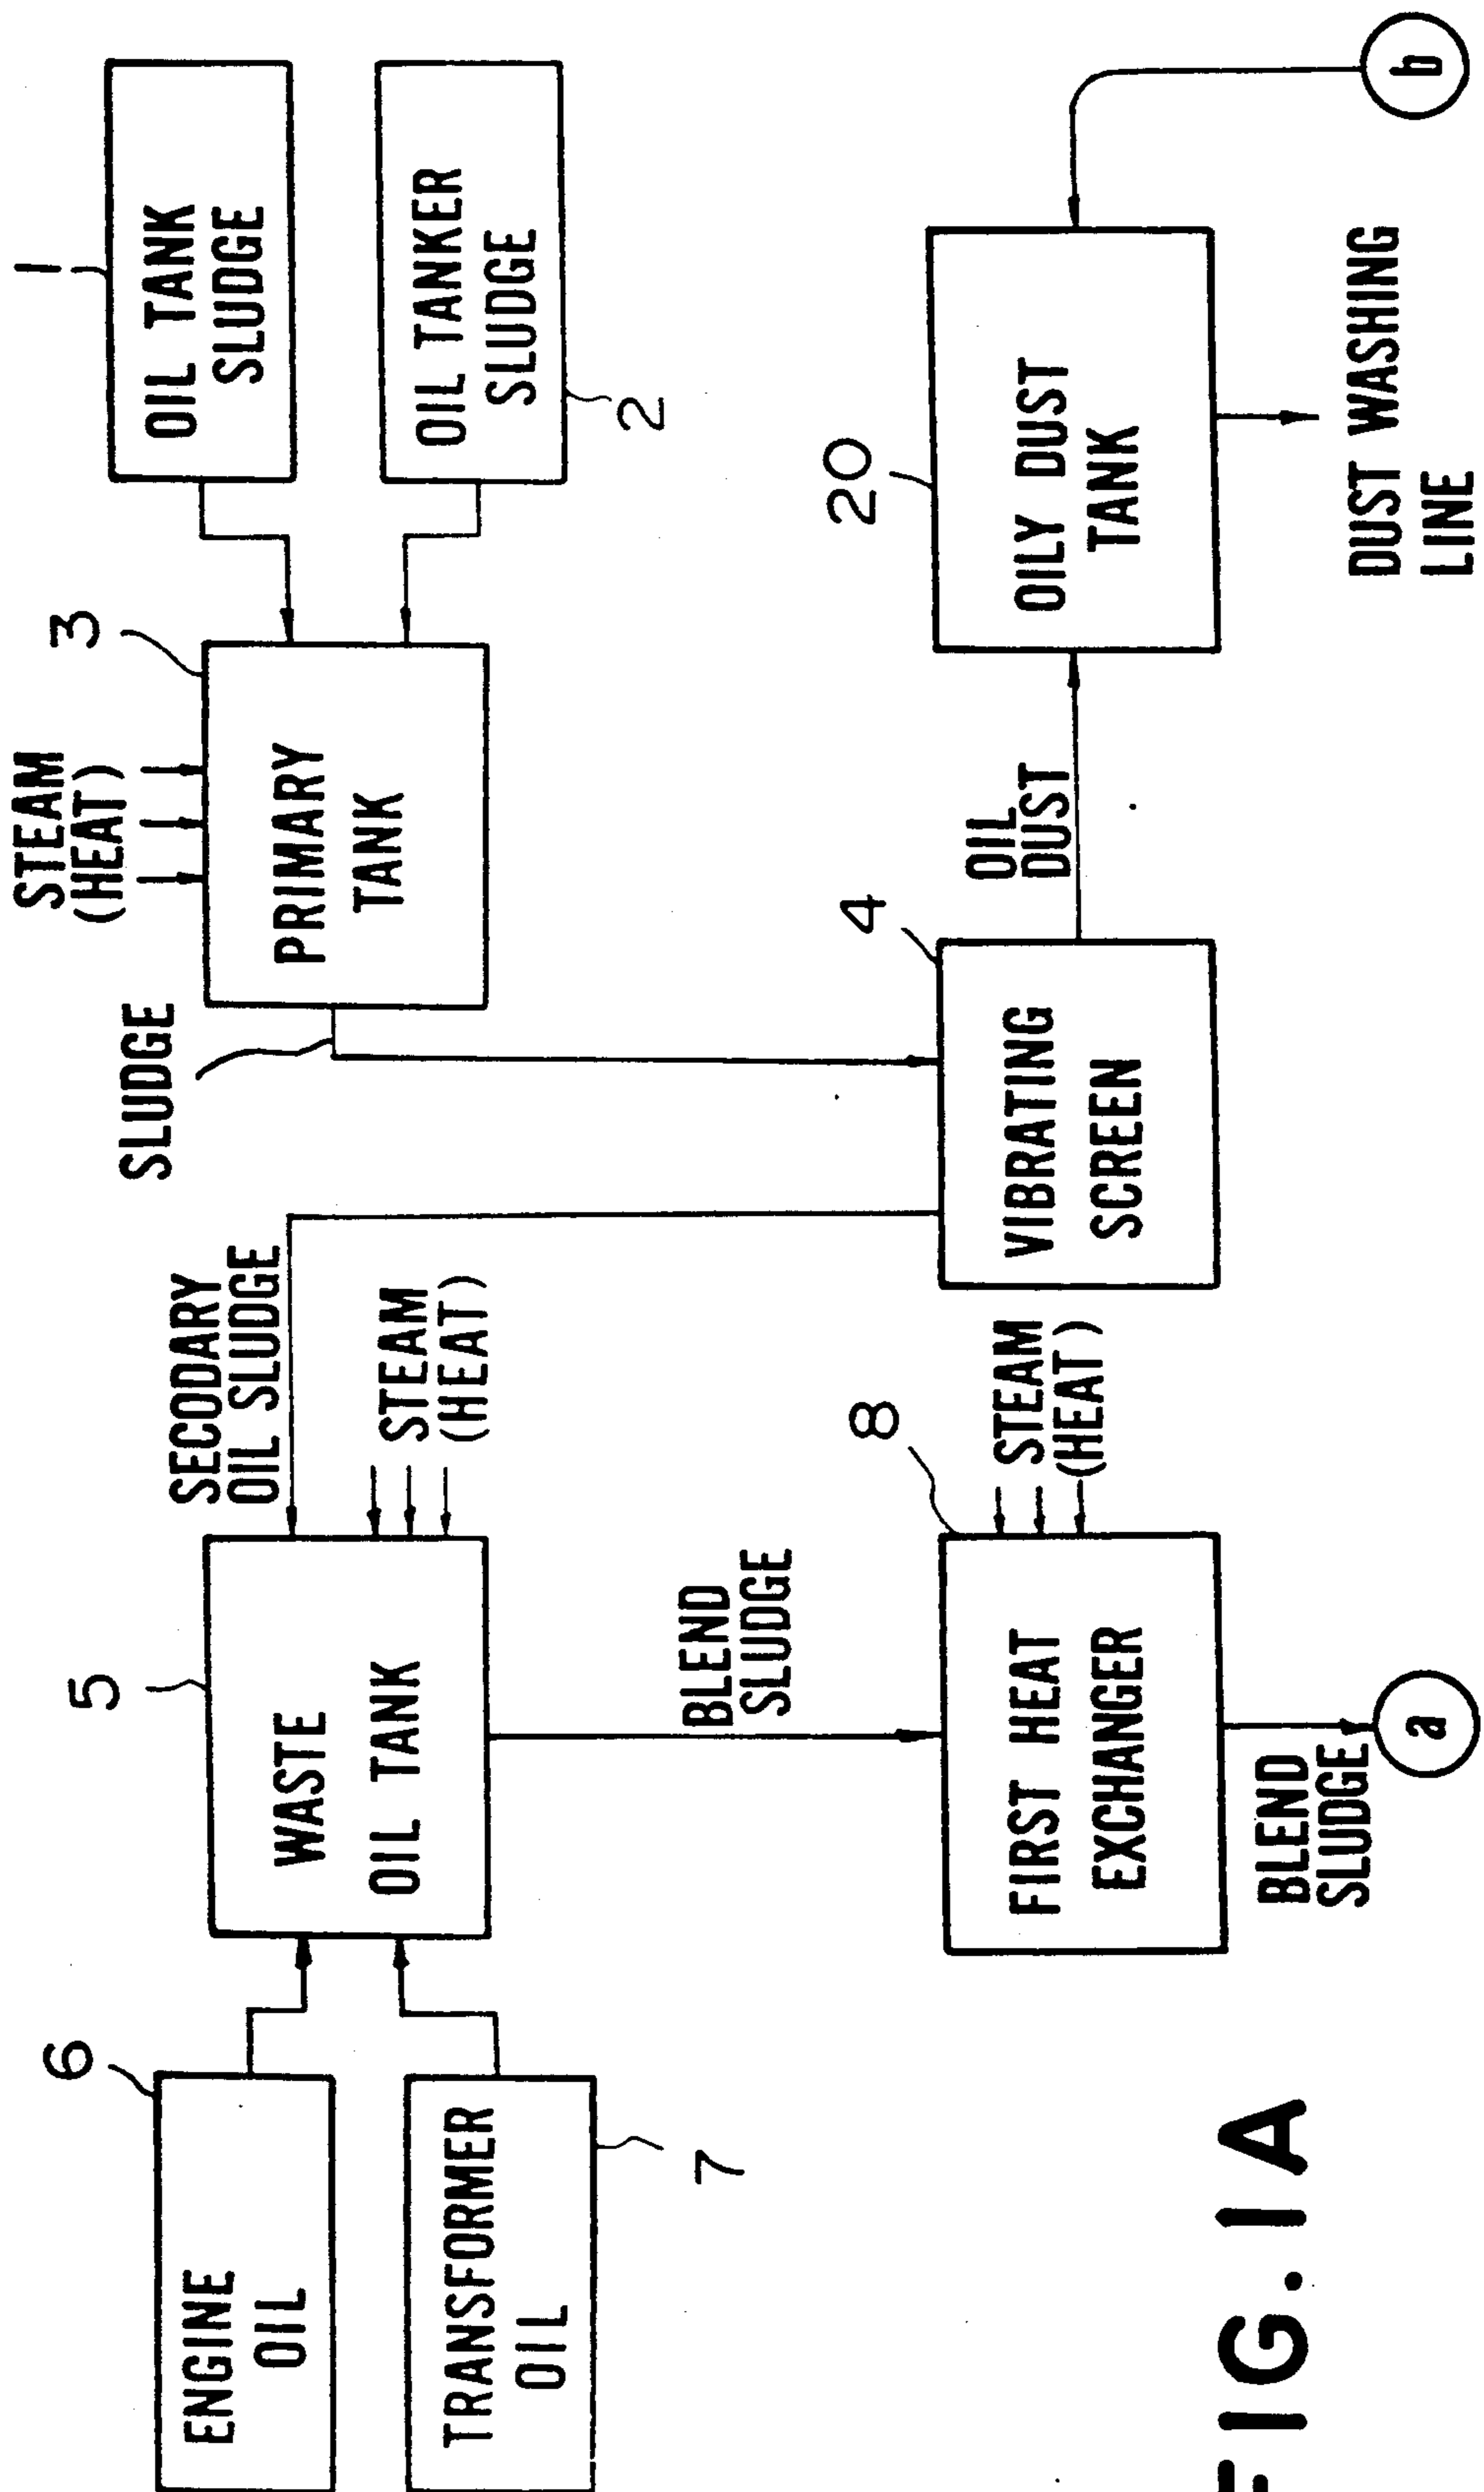 6
ENGINE
OIL
TRANSFORMER
OIL
7
5
WASTE
OIL TANK
SECODARY
OIL SLUDGE
STEAM
(HEAT)
SLUDGE
STEAM
(HEAT)
3
PRIMARY
TANK
1
OIL TANK
SLUDGE
OIL TANKER
SLUDGE
2
BLEND
SLUDGE
8
FIRST HEAT
EXCHANGER
STEAM
(HEAT)
BLEND
SLUDGE
a
4
VIBRATING
SCREEN
OIL
DUST
20
OILY DUST
TANK
DUST WASHING
LINE
b
FIG. 1A